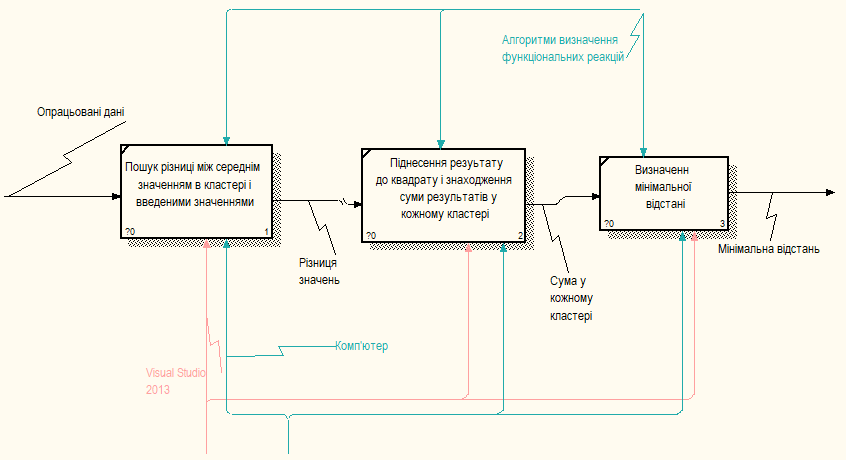 Алгоритми визначення
функціональних реакцій
Опрацьовані дані
Пошук різниці між середнім
значенням в кластері і
введеними значеннями
?0
1
Піднесення резуьтату
до квадрату і знаходження
суми результатів у
кожному кластері
?0
2
Визначенн
мінімальної
відстані
?0
3
Різниця
значень
Сума у
кожному
кластері
Мінімальна відстань
Комп'ютер
Visual Studio
2013